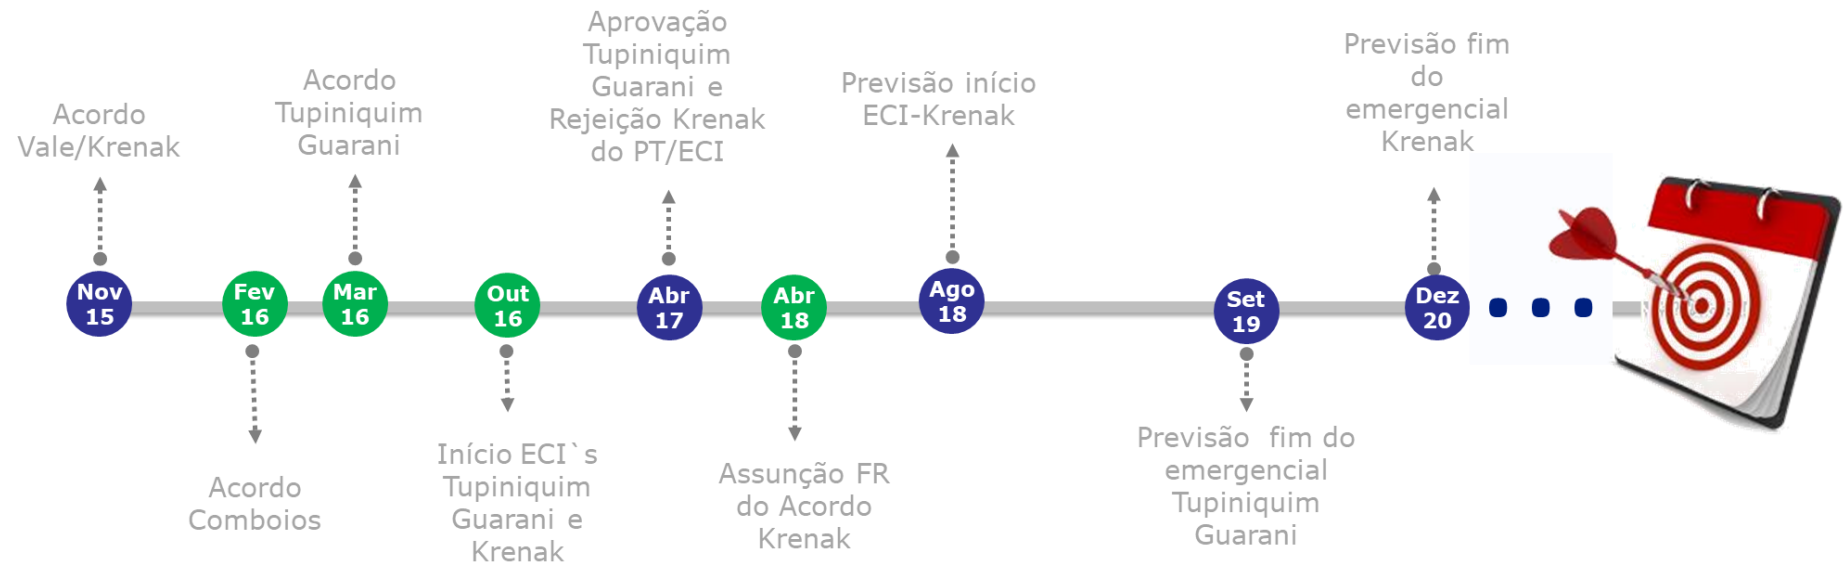 Acordo
Vale/Krenak
Acordo
Tupiniquim
Guarani
Aprovação
Tupiniquim
Guarani e
Rejeição Krenak
do PT/ECI
Previsão início
ECI-Krenak
Previsão fim
do
emergencial
Krenak
Nov
15
Fev
16
Mar
16
Out
16
Abr
17
Abr
18
Ago
18
Set
19
Dez
20
Acordo
Comboios
Início ECI`s
Tupiniquim
Guarani e
Krenak
Assunção FR
do Acordo
Krenak
Previsão  fim do
emergencial
Tupiniquim
Guarani